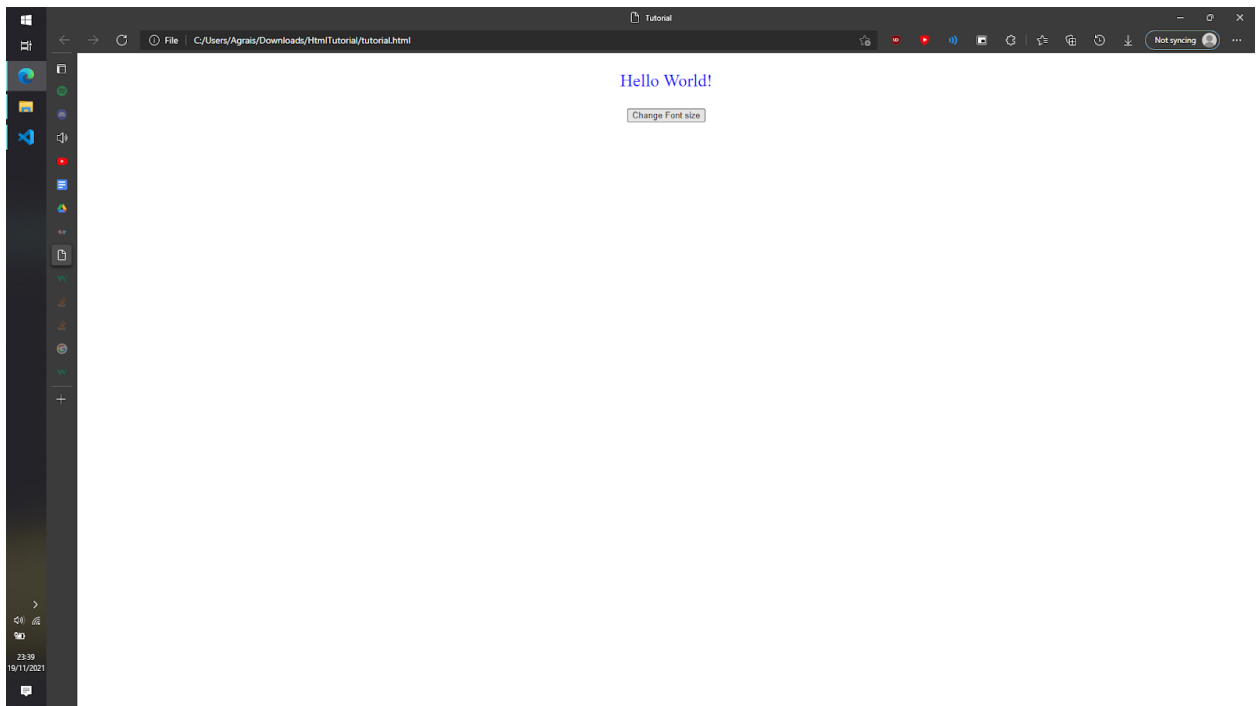 Tutorial
File
C:/Users/Agrais/Downloads/HtmlTutorial/tutorial.html
Not syncing
Hello World!
Change Font size
23:39
19/11/2021